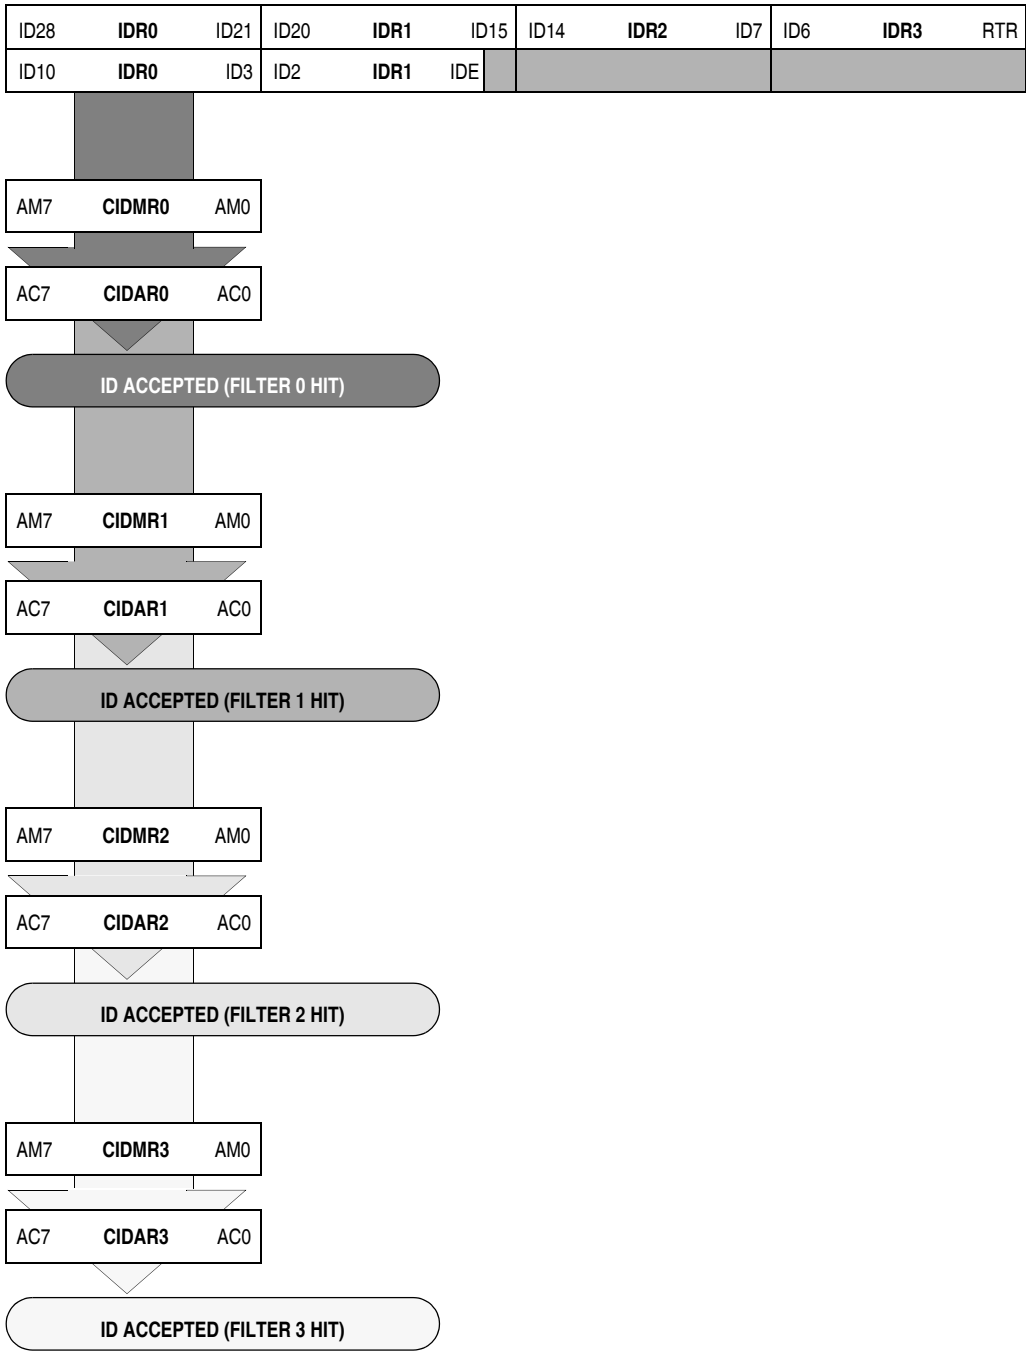 ID28 IDR0 ID21 ID20 IDR1 ID15 ID14 IDR2 ID7 ID6 IDR3 RTR
ID10 IDR0 ID3 ID2 IDR1 IDE
AM7 CIDMR0 AM0
AC7 CIDAR0 AC0
ID ACCEPTED (FILTER 0 HIT)
AM7 CIDMR1 AM0
AC7 CIDAR1 AC0
ID ACCEPTED (FILTER 1 HIT)
AM7 CIDMR2 AM0
AC7 CIDAR2 AC0
ID ACCEPTED (FILTER 2 HIT)
AM7 CIDMR3 AM0
AC7 CIDAR3 AC0
ID ACCEPTED (FILTER 3 HIT)